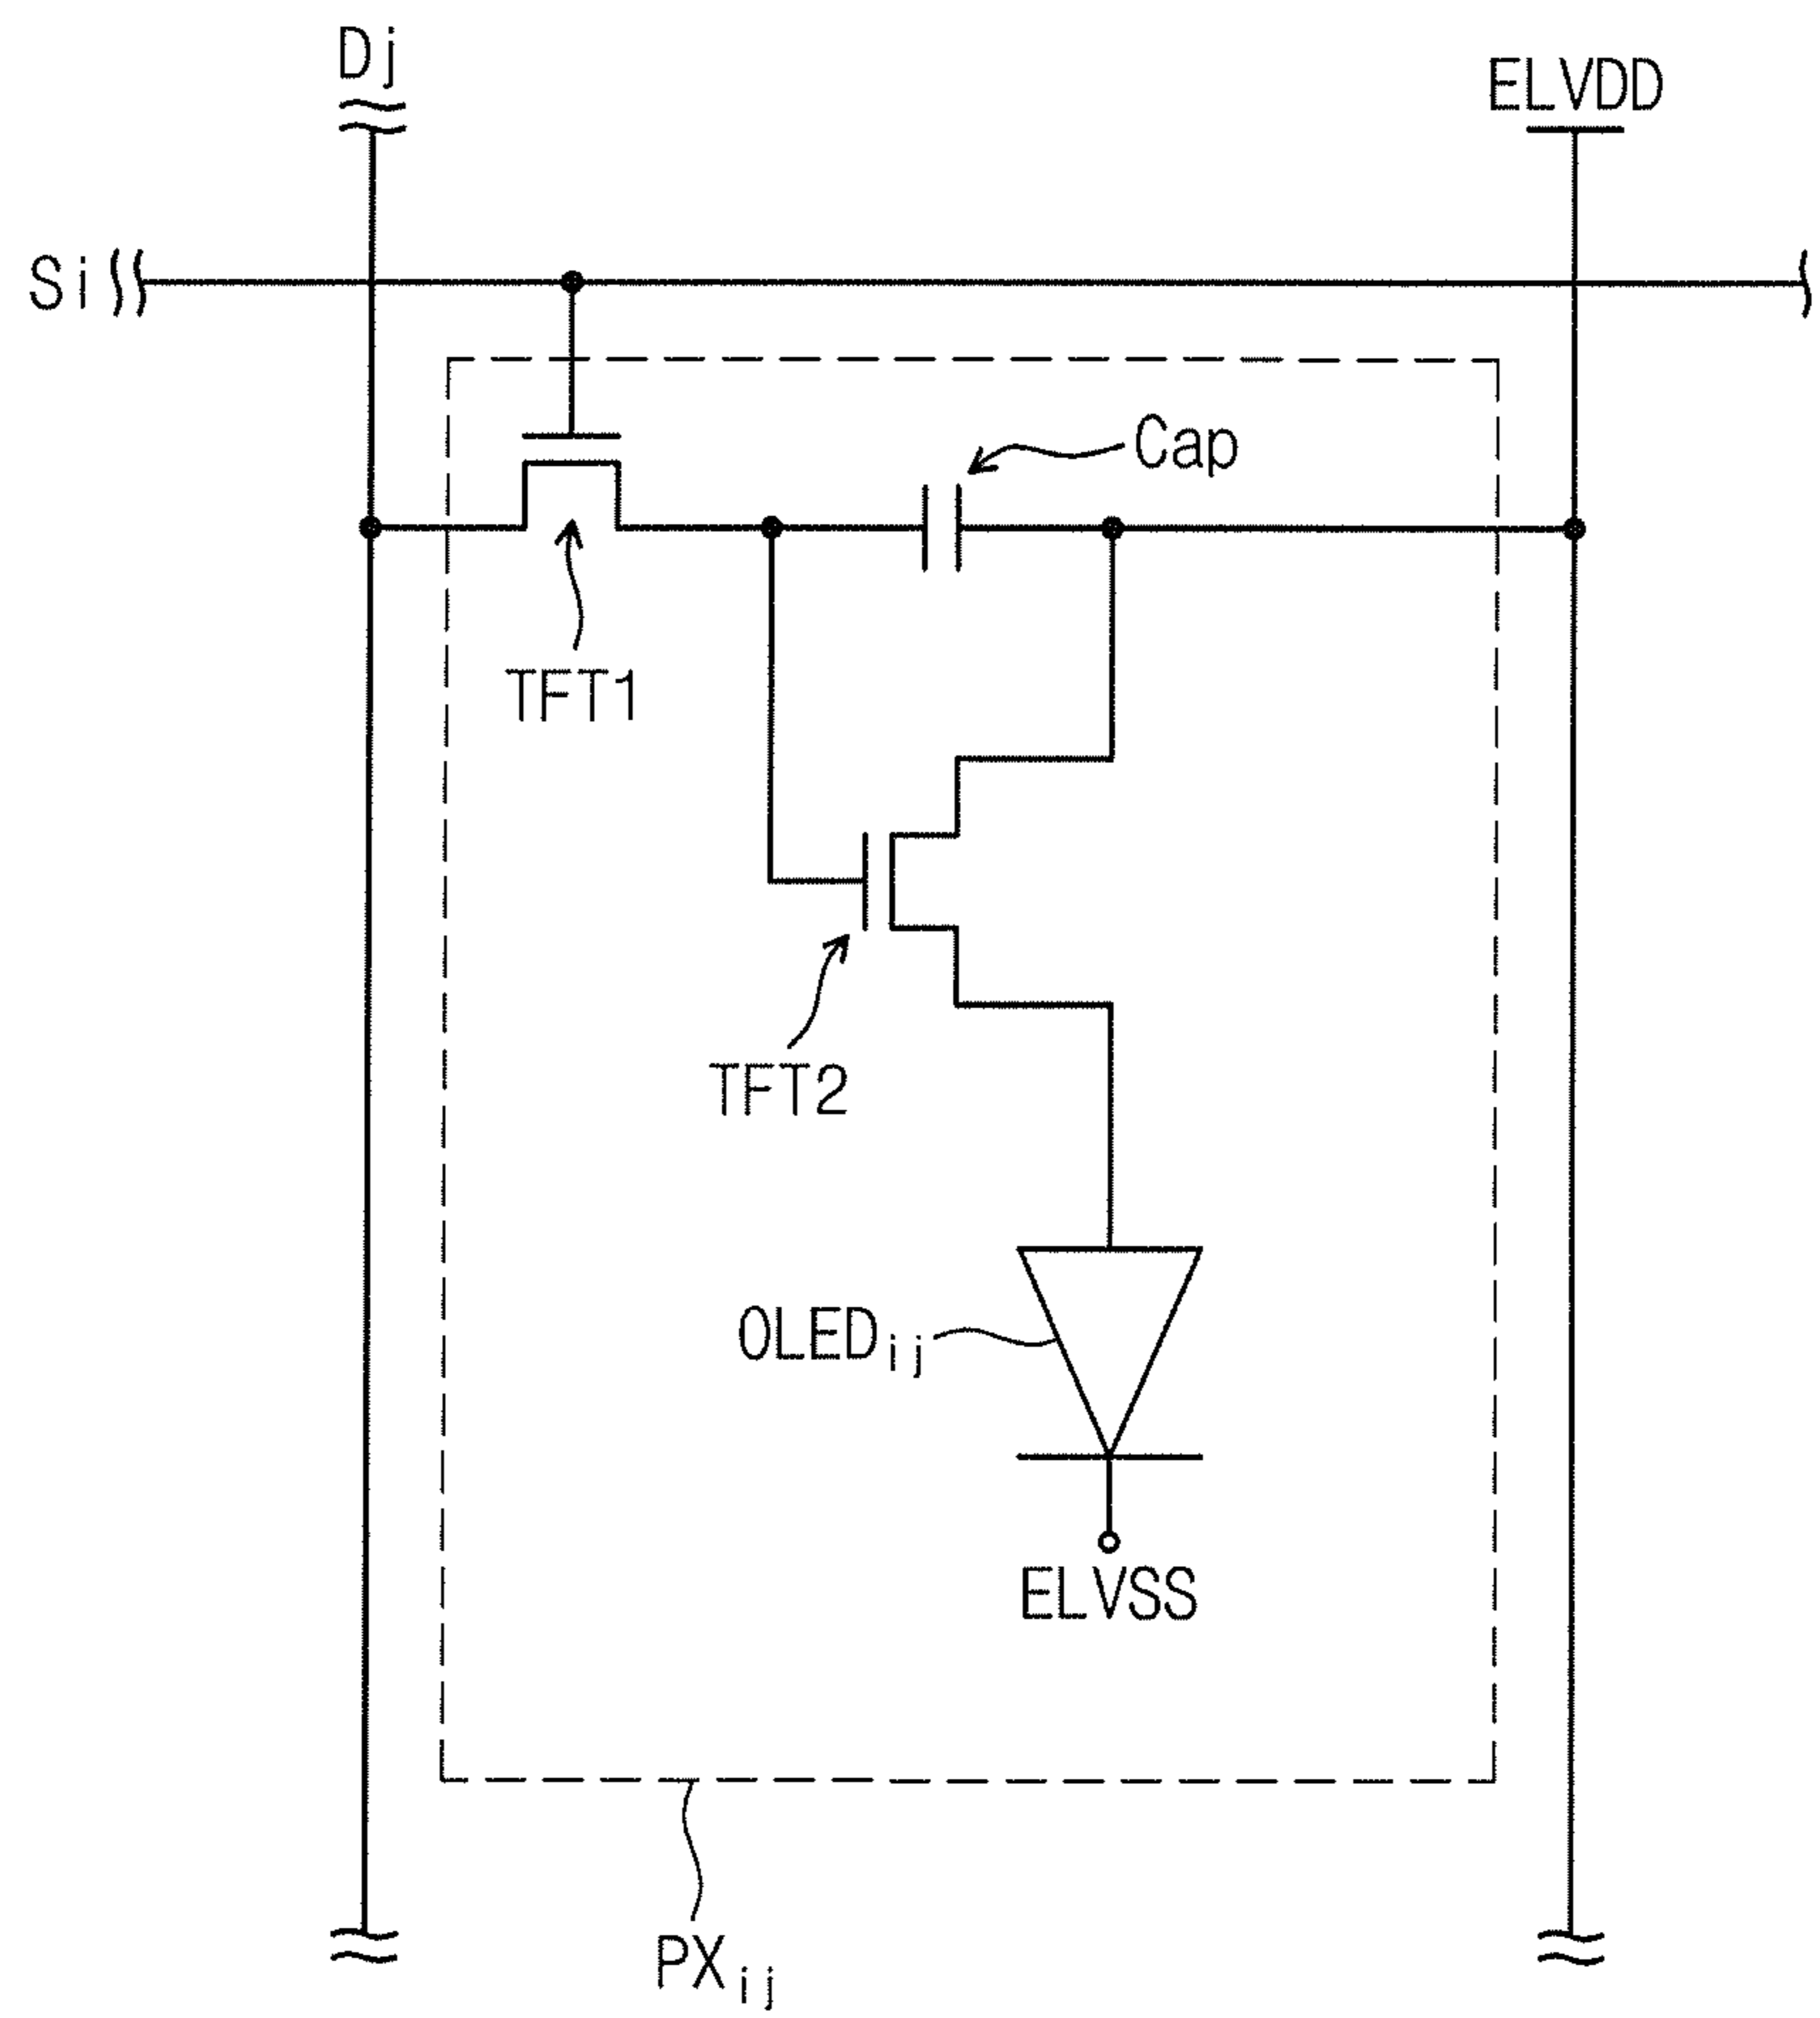 Dj
ELVDD
Si
Cap
TFT1
TFT2
OLEDij
ELVSS
PXij